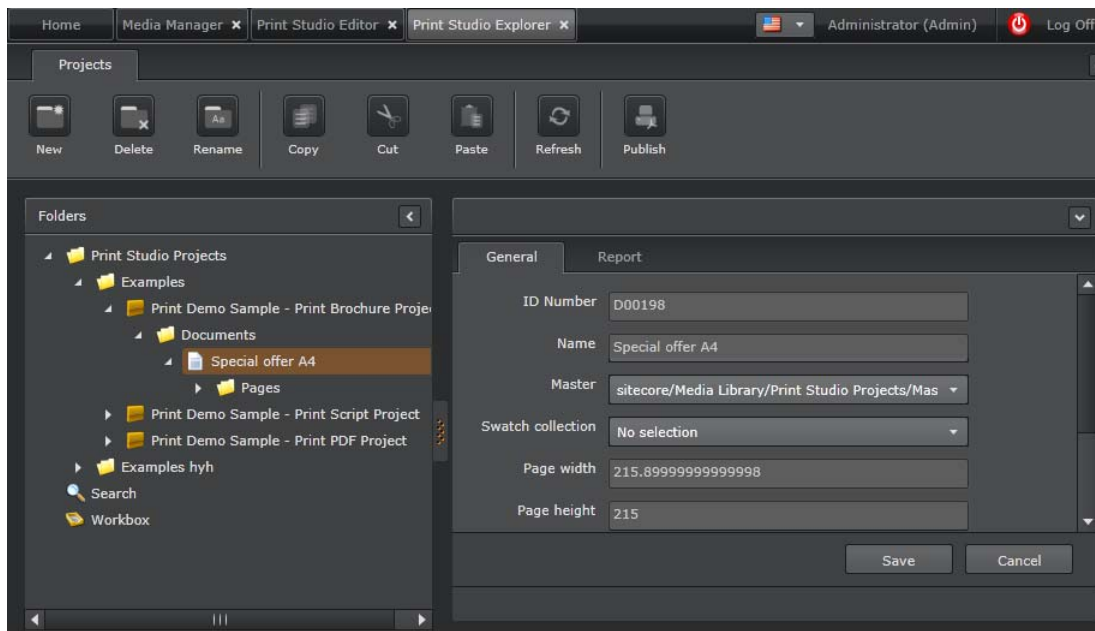 Home Media Manager × Print Studio Editor × Print Studio Explorer × Administrator (Admin) Log Off
Projects
Aa
New Delete Rename Copy Cut Paste Refresh Publish
Folders
Print Studio Projects
Examples
Print Demo Sample - Print Brochure Proje
Documents
Special offer A4
Pages
Print Demo Sample - Print Script Project
Print Demo Sample - Print PDF Project
Examples hyh
Search
Workbox
General Report
ID Number D00198
Name Special offer A4
Master sitecore/Media Library/Print Studio Projects/Mas
Swatch collection No selection
Page width 215.89999999999998
Page height 215
Save Cancel